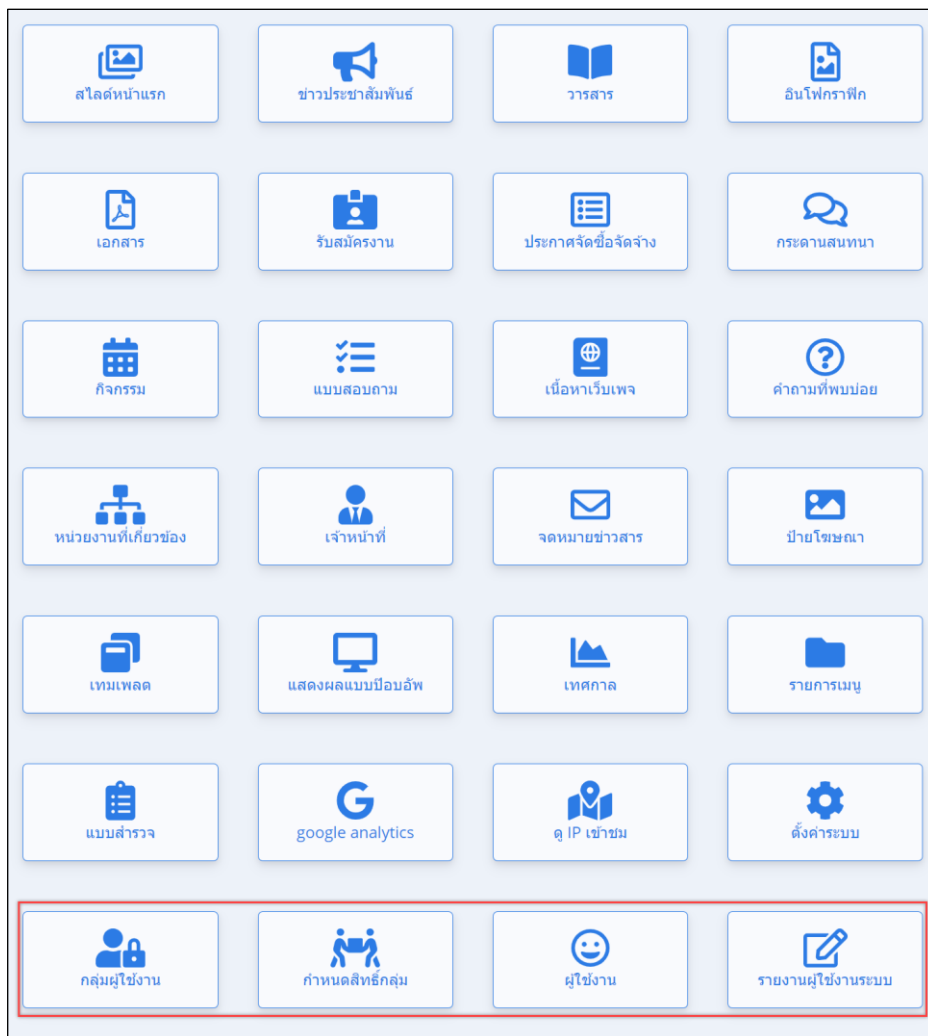 สไลด์หน้าแรก
ข่าวประชาสัมพันธ์
วารสาร
อินโฟกราฟิก
เอกสาร
รับสมัครงาน
ประกาศจัดซื้อจัดจ้าง
กระดานสนทนา
กิจกรรม
แบบสอบถาม
เนื้อหาเว็บเพจ
คำถามที่พบบ่อย
หน่วยงานที่เกี่ยวข้อง
เจ้าหน้าที่
จดหมายข่าวสาร
ป้ายโฆษณา
เทมเพลต
แสดงผลแบบป๊อบอัพ
เทศกาล
รายการเมนู
แบบสำรวจ
google analytics
ดู IP เข้าชม
ตั้งค่าระบบ
กลุ่มผู้ใช้งาน
กำหนดสิทธิ์กลุ่ม
ผู้ใช้งาน
รายงานผู้ใช้งานระบบ